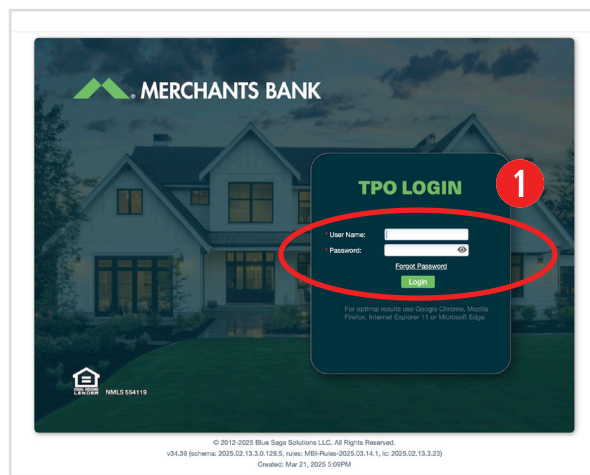 MERCHANTS BANK
TPO LOGIN
1
* User Name:
* Password:
Forgot Password
Login
For optimal results use Google Chrome, Mozilla
Firefox, Internet Explorer 11 or Microsoft Edge
EQUAL HOUSING
LENDER
NMLS 554119
© 2012-2025 Blue Sage Solutions LLC. All Rights Reserved.
v34.39 (schema: 2025.02.13.3.0.129.5, rules: MBI-Rules-2025.03.14.1, lc: 2025.02.13.3.23)
Created: Mar 21, 2025 5:09PM